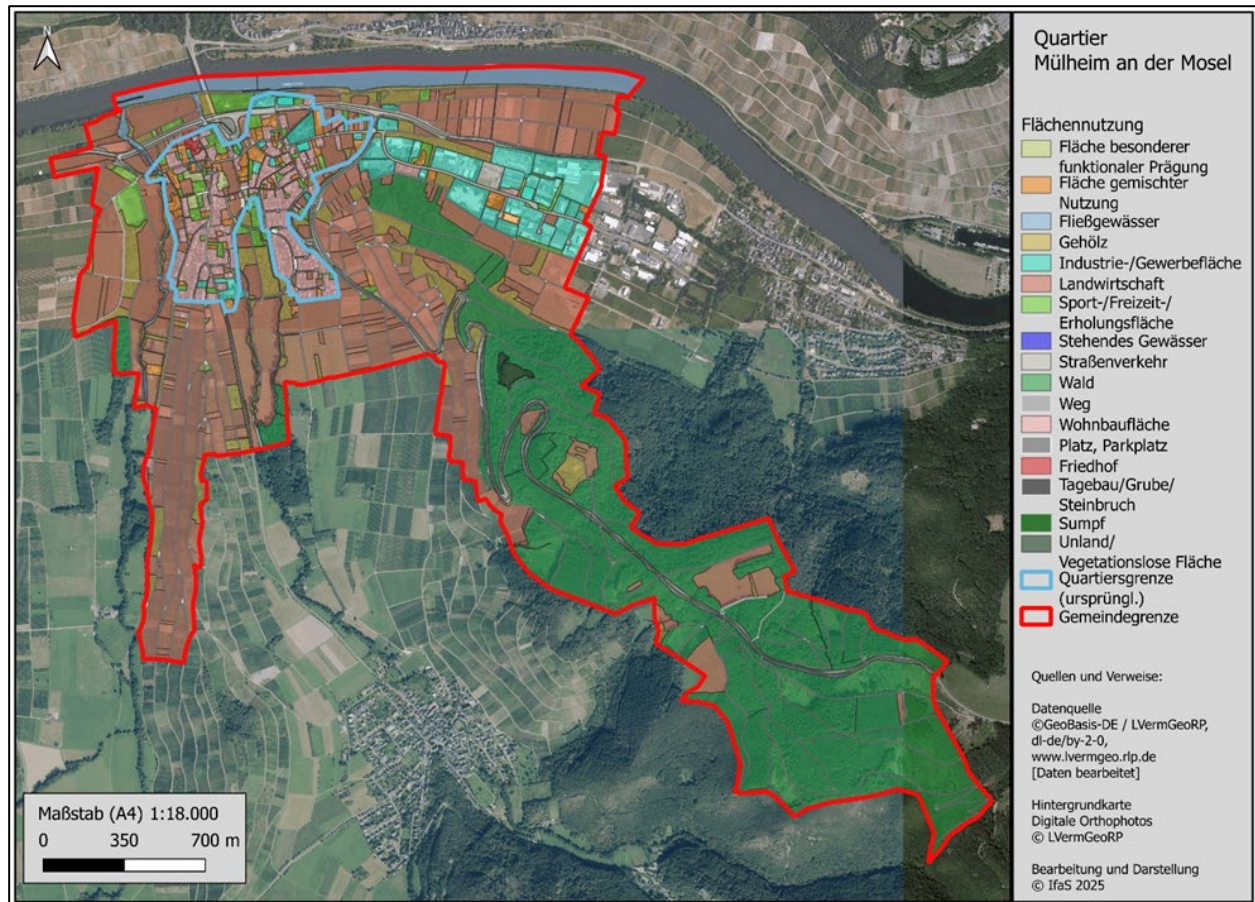 N
Quartier
Mülheim an der Mosel
Flächennutzung
Fläche besonderer
funktionaler Prägung
Fläche gemischter
Nutzung
Fließgewässer
Gehölz
Industrie-/Gewerbefläche
Landwirtschaft
Sport-/Freizeit-/
Erholungsfläche
Stehendes Gewässer
Straßenverkehr
Wald
Weg
Wohnbaufläche
Platz, Parkplatz
Friedhof
Tagebau/Grube/
Steinbruch
Sumpf
Unland/
Vegetationslose Fläche
Quartiersgrenze
(ursprüngl.)
Gemeindegrenze
Quellen und Verweise:
Datenquelle
©GeoBasis-DE / LVermGeoRP,
dl-de/by-2-0,
www.lvermgeo.rlp.de
[Daten bearbeitet]
Hintergrundkarte
Digitale Orthophotos
© LVermGeoRP
Bearbeitung und Darstellung
© IfaS 2025
Maßstab (A4) 1:18.000
0 350 700 m